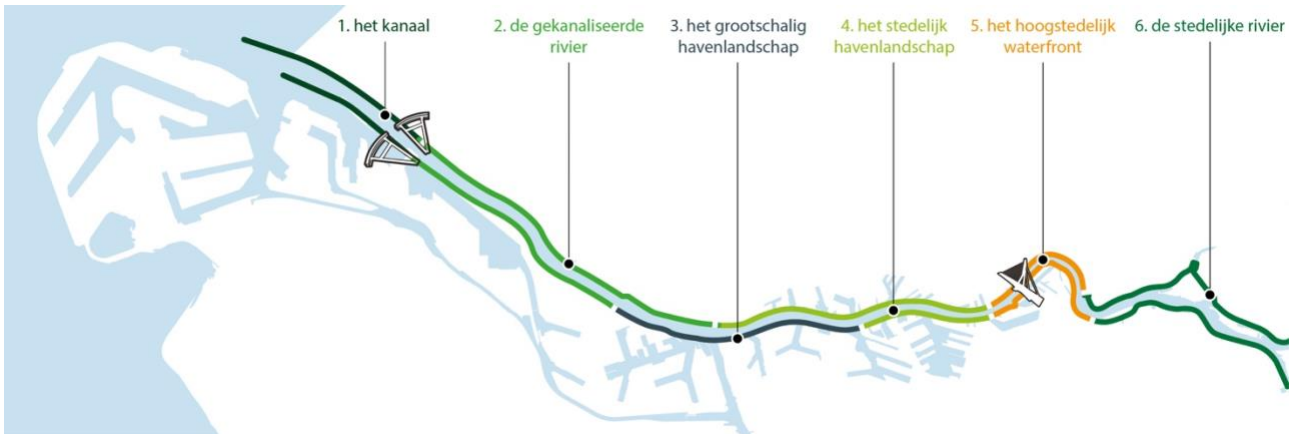 1. het kanaal
2. de gekanaliseerde
rivier
3. het grootschalig
havenlandschap
4. het stedelijk
havenlandschap
5. het hoogstedelijk
waterfront
6. de stedelijke rivier